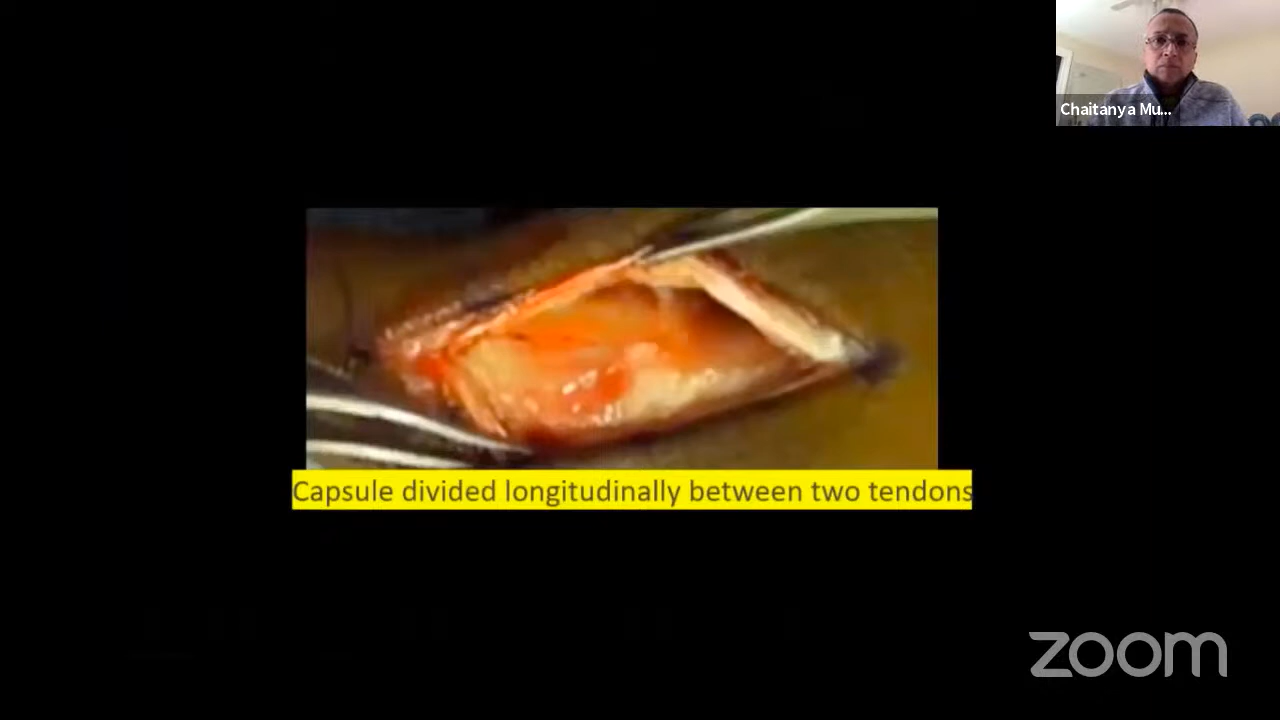 Chaitanya Mu...
Capsule divided longitudinally between two tendons
zoom